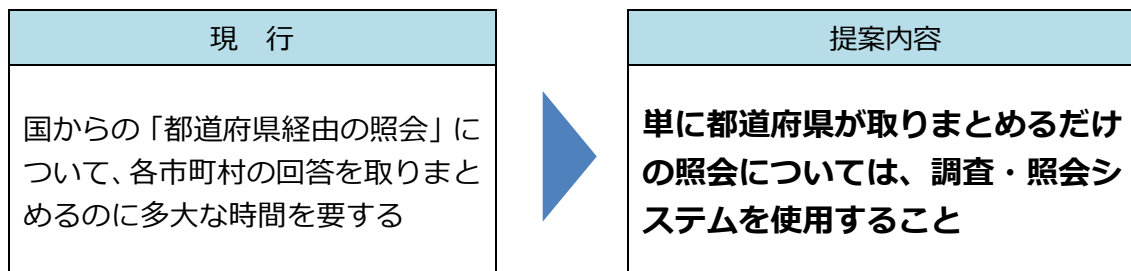 現　行
国からの「都道府県経由の照会」に
ついて、各市町村の回答を取りまと
めるのに多大な時間を要する
提案内容
単に都道府県が取りまとめるだけ
の照会については、調査・照会シ
ステムを使用すること